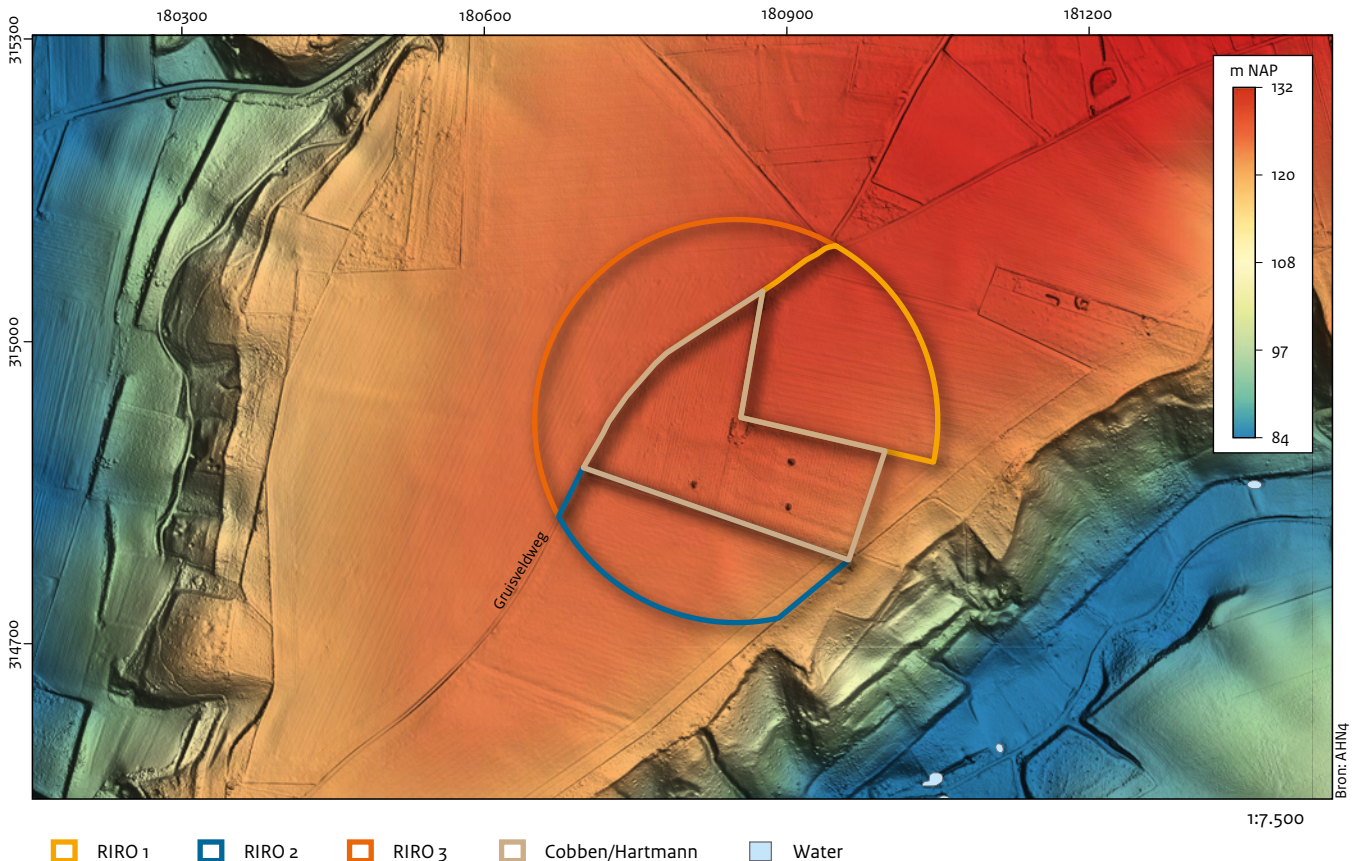 180300 180600 180900 181200
315300
315000
314700
m NAP
132
120
108
97
84
Gruisveldweg
Bron: AHN4
1:7.500
RIRO 1 RIRO 2 RIRO 3 Cobben/Hartmann Water